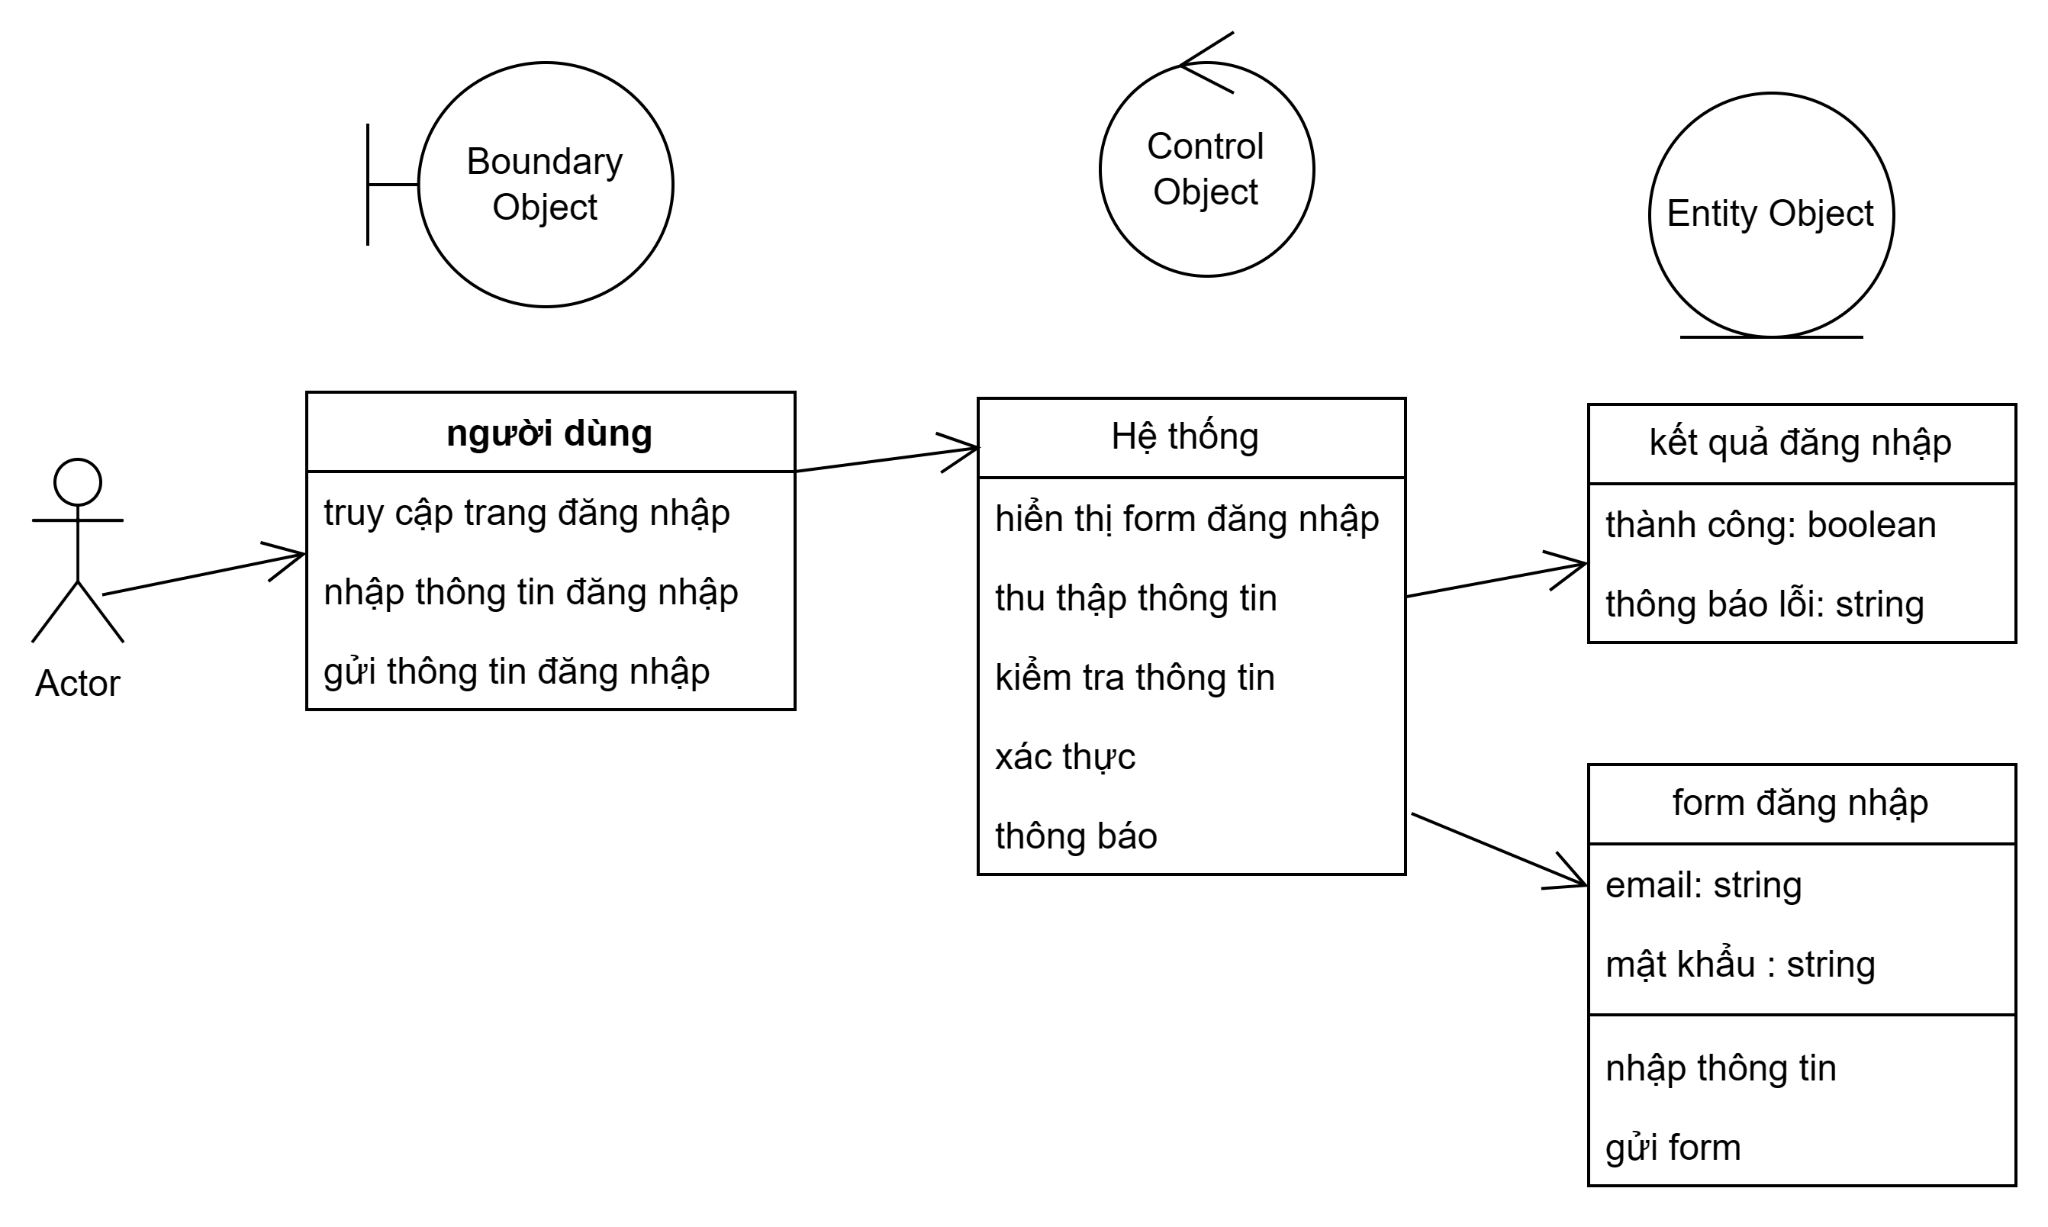 Boundary
Object
Control
Object
Entity Object
Actor
người dùng
truy cập trang đăng nhập
nhập thông tin đăng nhập
gửi thông tin đăng nhập
Hệ thống
hiển thị form đăng nhập
thu thập thông tin
kiểm tra thông tin
xác thực
thông báo
kết quả đăng nhập
thành công: boolean
thông báo lỗi: string
form đăng nhập
email: string
mật khẩu : string
nhập thông tin
gửi form